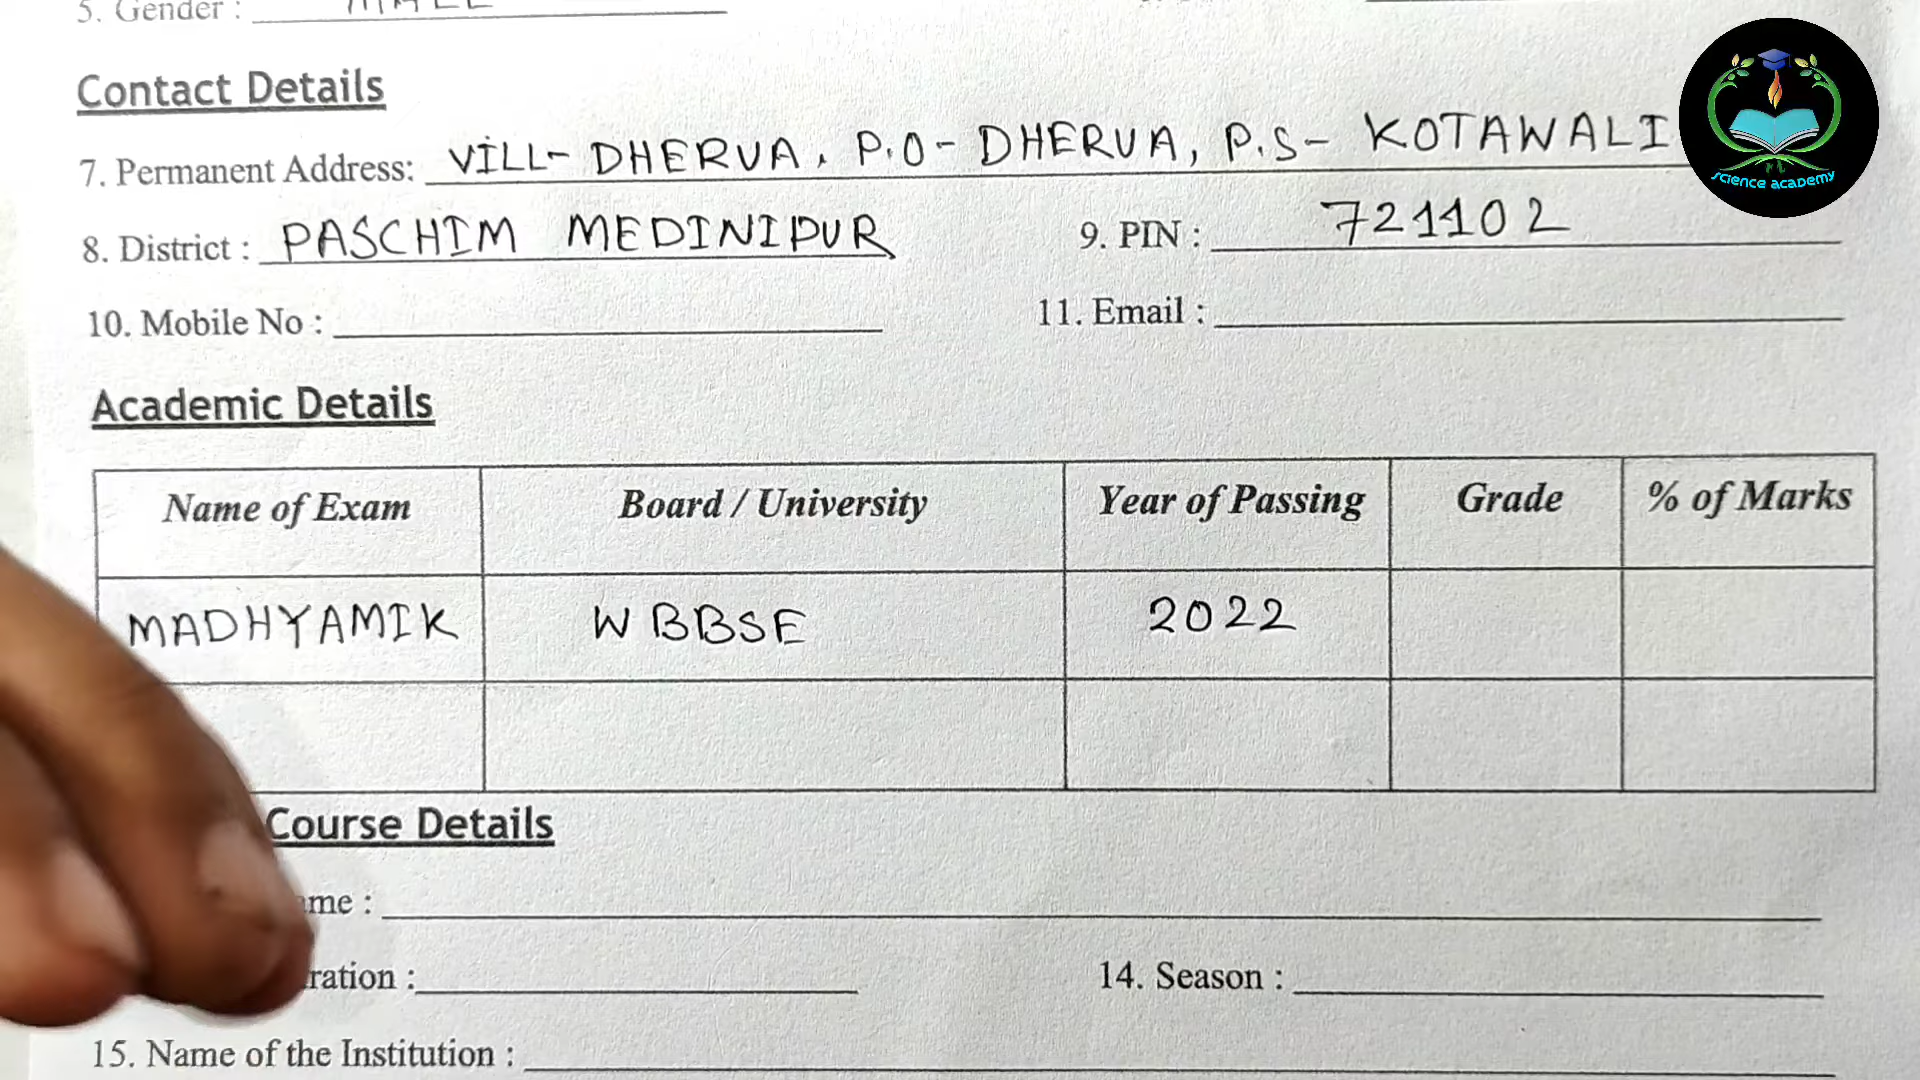 5. Gender : MALE
Contact Details
7. Permanent Address: VILL- DHERUA, P.O- DHERUA, P.S- KOTAWALI
8. District : PASCHIM MEDINIPUR 9. PIN : 721102
10. Mobile No : 11. Email :
Academic Details
Name of Exam Board / University Year of Passing Grade % of Marks
MADHYAMIK WBBSE 2022
Course Details
me :
ration : 14. Season :
15. Name of the Institution :
science academy